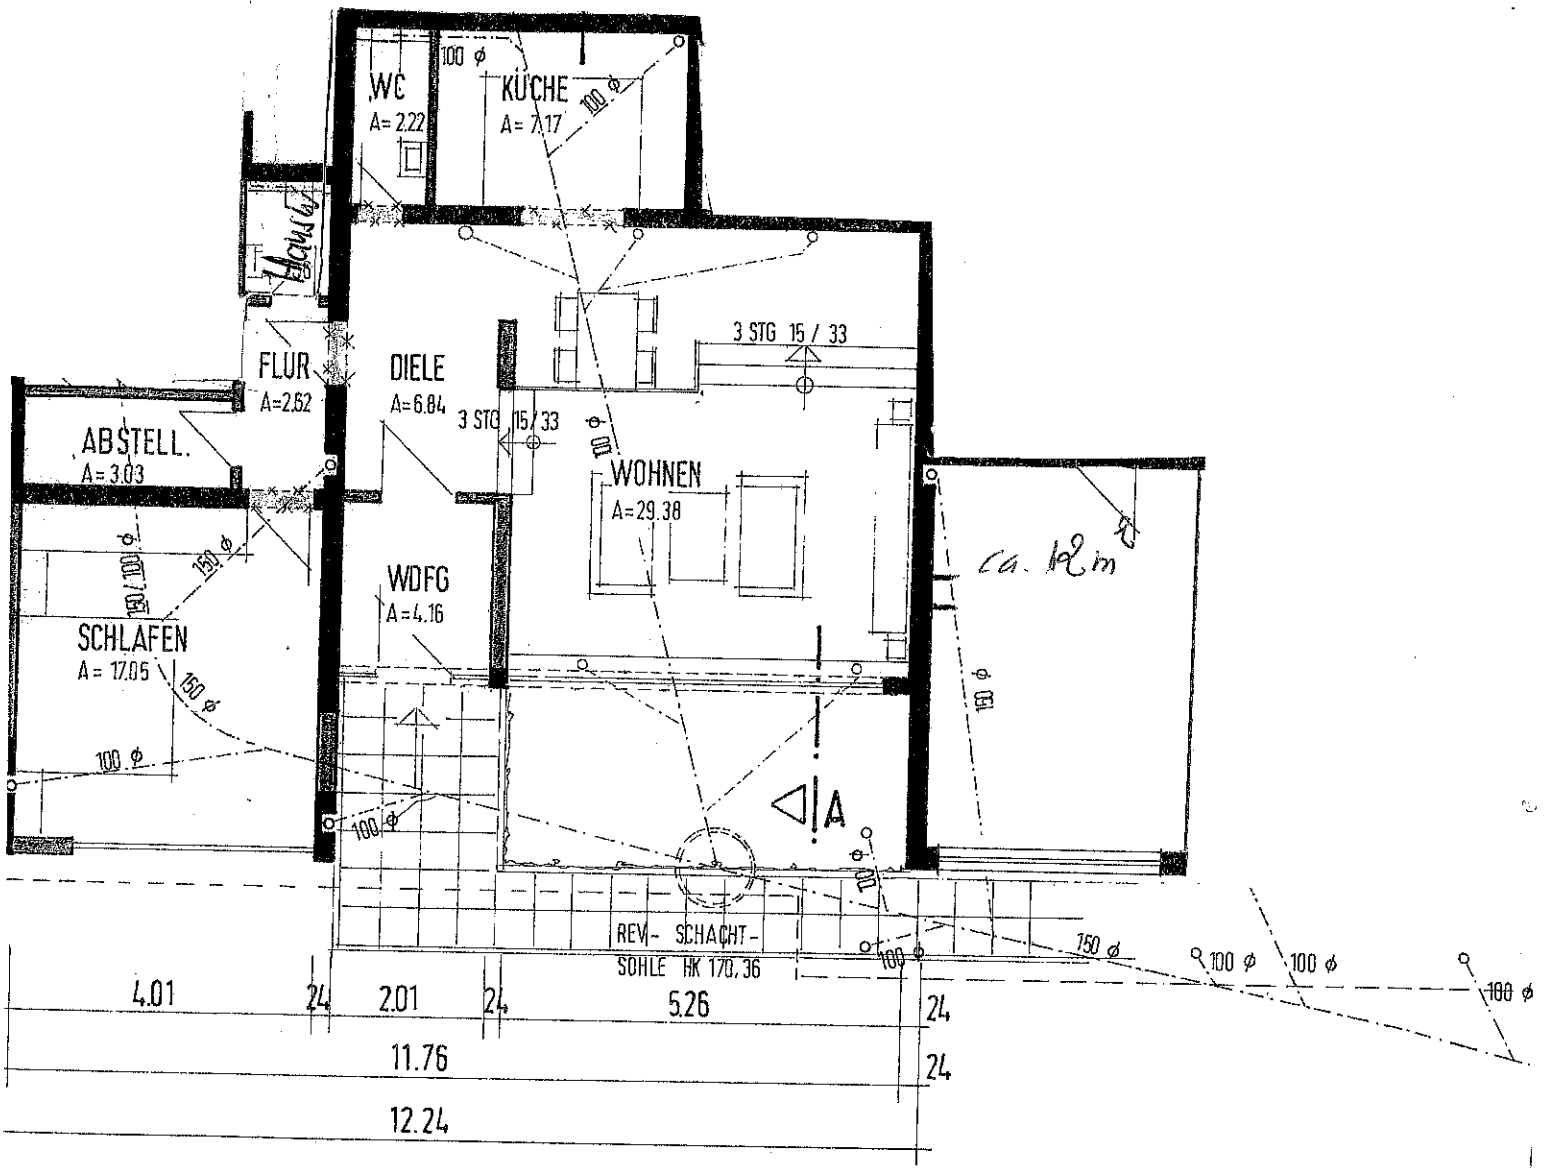 100 φ
WC
A= 2.22
KÜCHE
A= 7.17
100 φ
FLUR
A=2.62
DIELE
A=6.84
3 STG 15/33
3 STG 15 / 33
100 φ
ABSTELL.
A= 3.03
WOHNEN
A=29.38
150 φ
150/100 φ
WDFG
A=4.16
SCHLAFEN
A= 17.05
150 φ
100 φ
100 φ
150 φ
ca. 12 m
A
100 φ
REV- SCHACHT-
SOHLE HK 170.36
100 φ
150 φ
100 φ
100 φ
100 φ
4.01
24
2.01
24
5.26
24
11.76
24
12.24